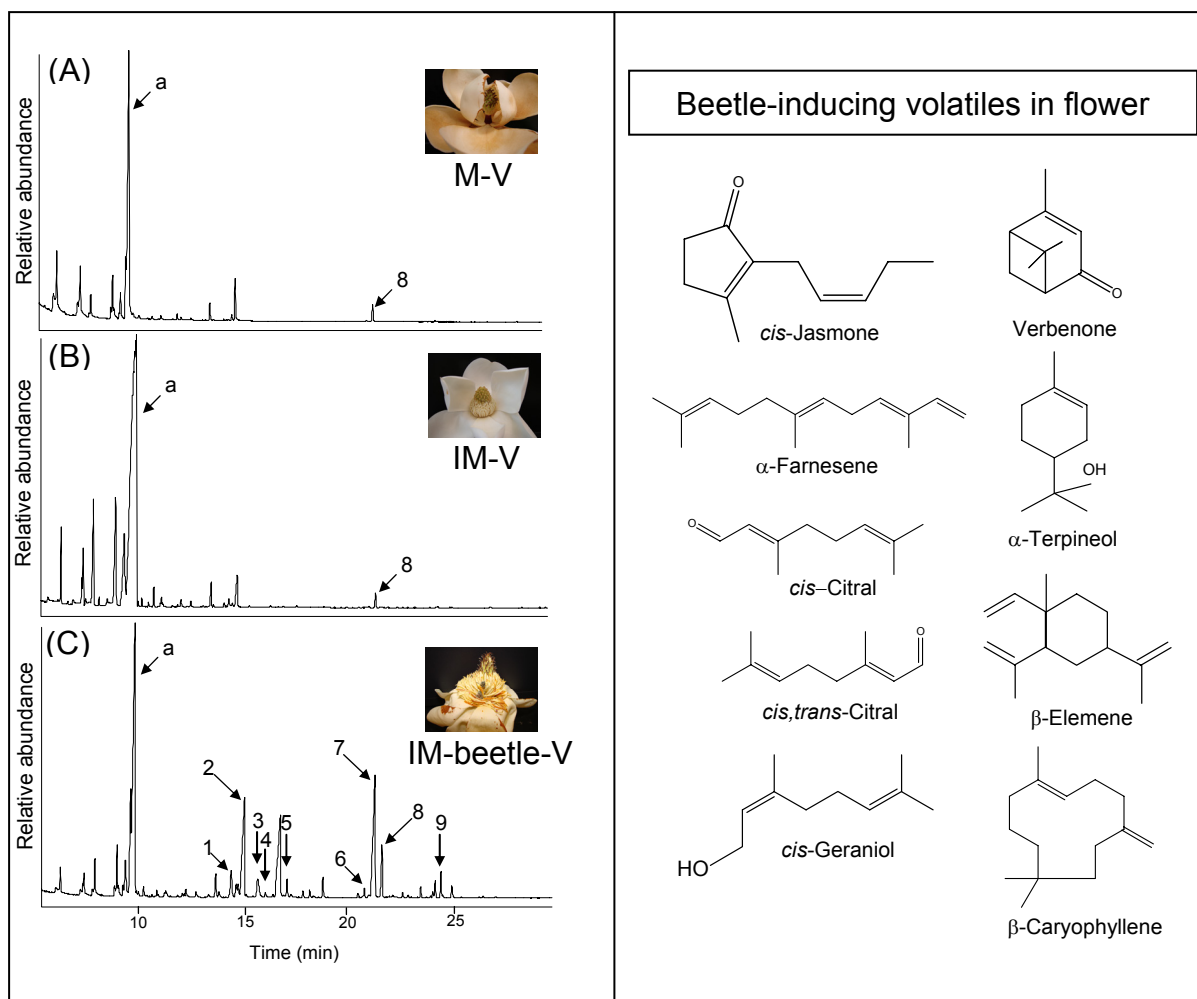 (A)
a
8
M-V
Relative abundance
(B)
a
8
IM-V
Relative abundance
(C)
a
1
2
3
4
5
6
7
8
9
IM-beetle-V
Relative abundance
10 15 20 25
Time (min)
Beetle-inducing volatiles in flower
O
cis-Jasmone
O
Verbenone
α-Farnesene
OH
α-Terpineol
O
cis–Citral
O
cis,trans-Citral
β-Elemene
HO
cis-Geraniol
β-Caryophyllene